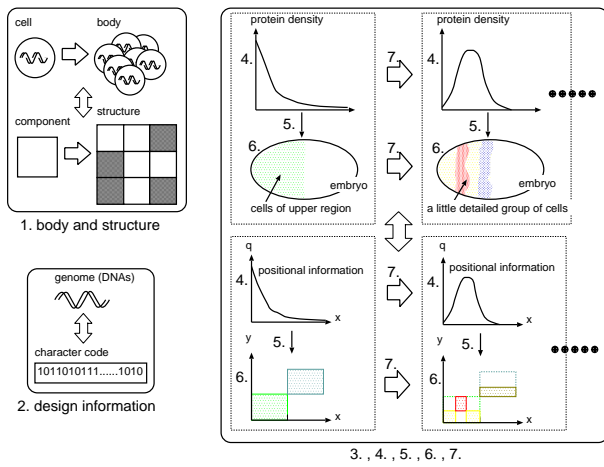 cell
body
component
structure
1. body and structure
genome (DNAs)
character code
1011010111......1010
2. design information
protein density
4.
7.
protein density
4.
5.
5.
6.
embryo
cells of upper region
7.
6.
embryo
a little detailed group of cells
q
positional information
4.
x
7.
q
positional information
4.
x
5.
5.
y
6.
x
7.
y
6.
x
3. , 4. , 5. , 6. , 7.